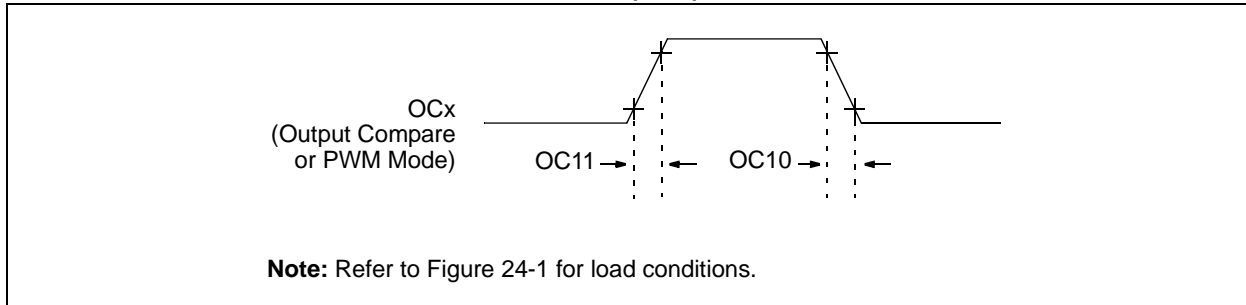 OCx
(Output Compare
or PWM Mode)
OC11
OC10
Note: Refer to Figure 24-1 for load conditions.